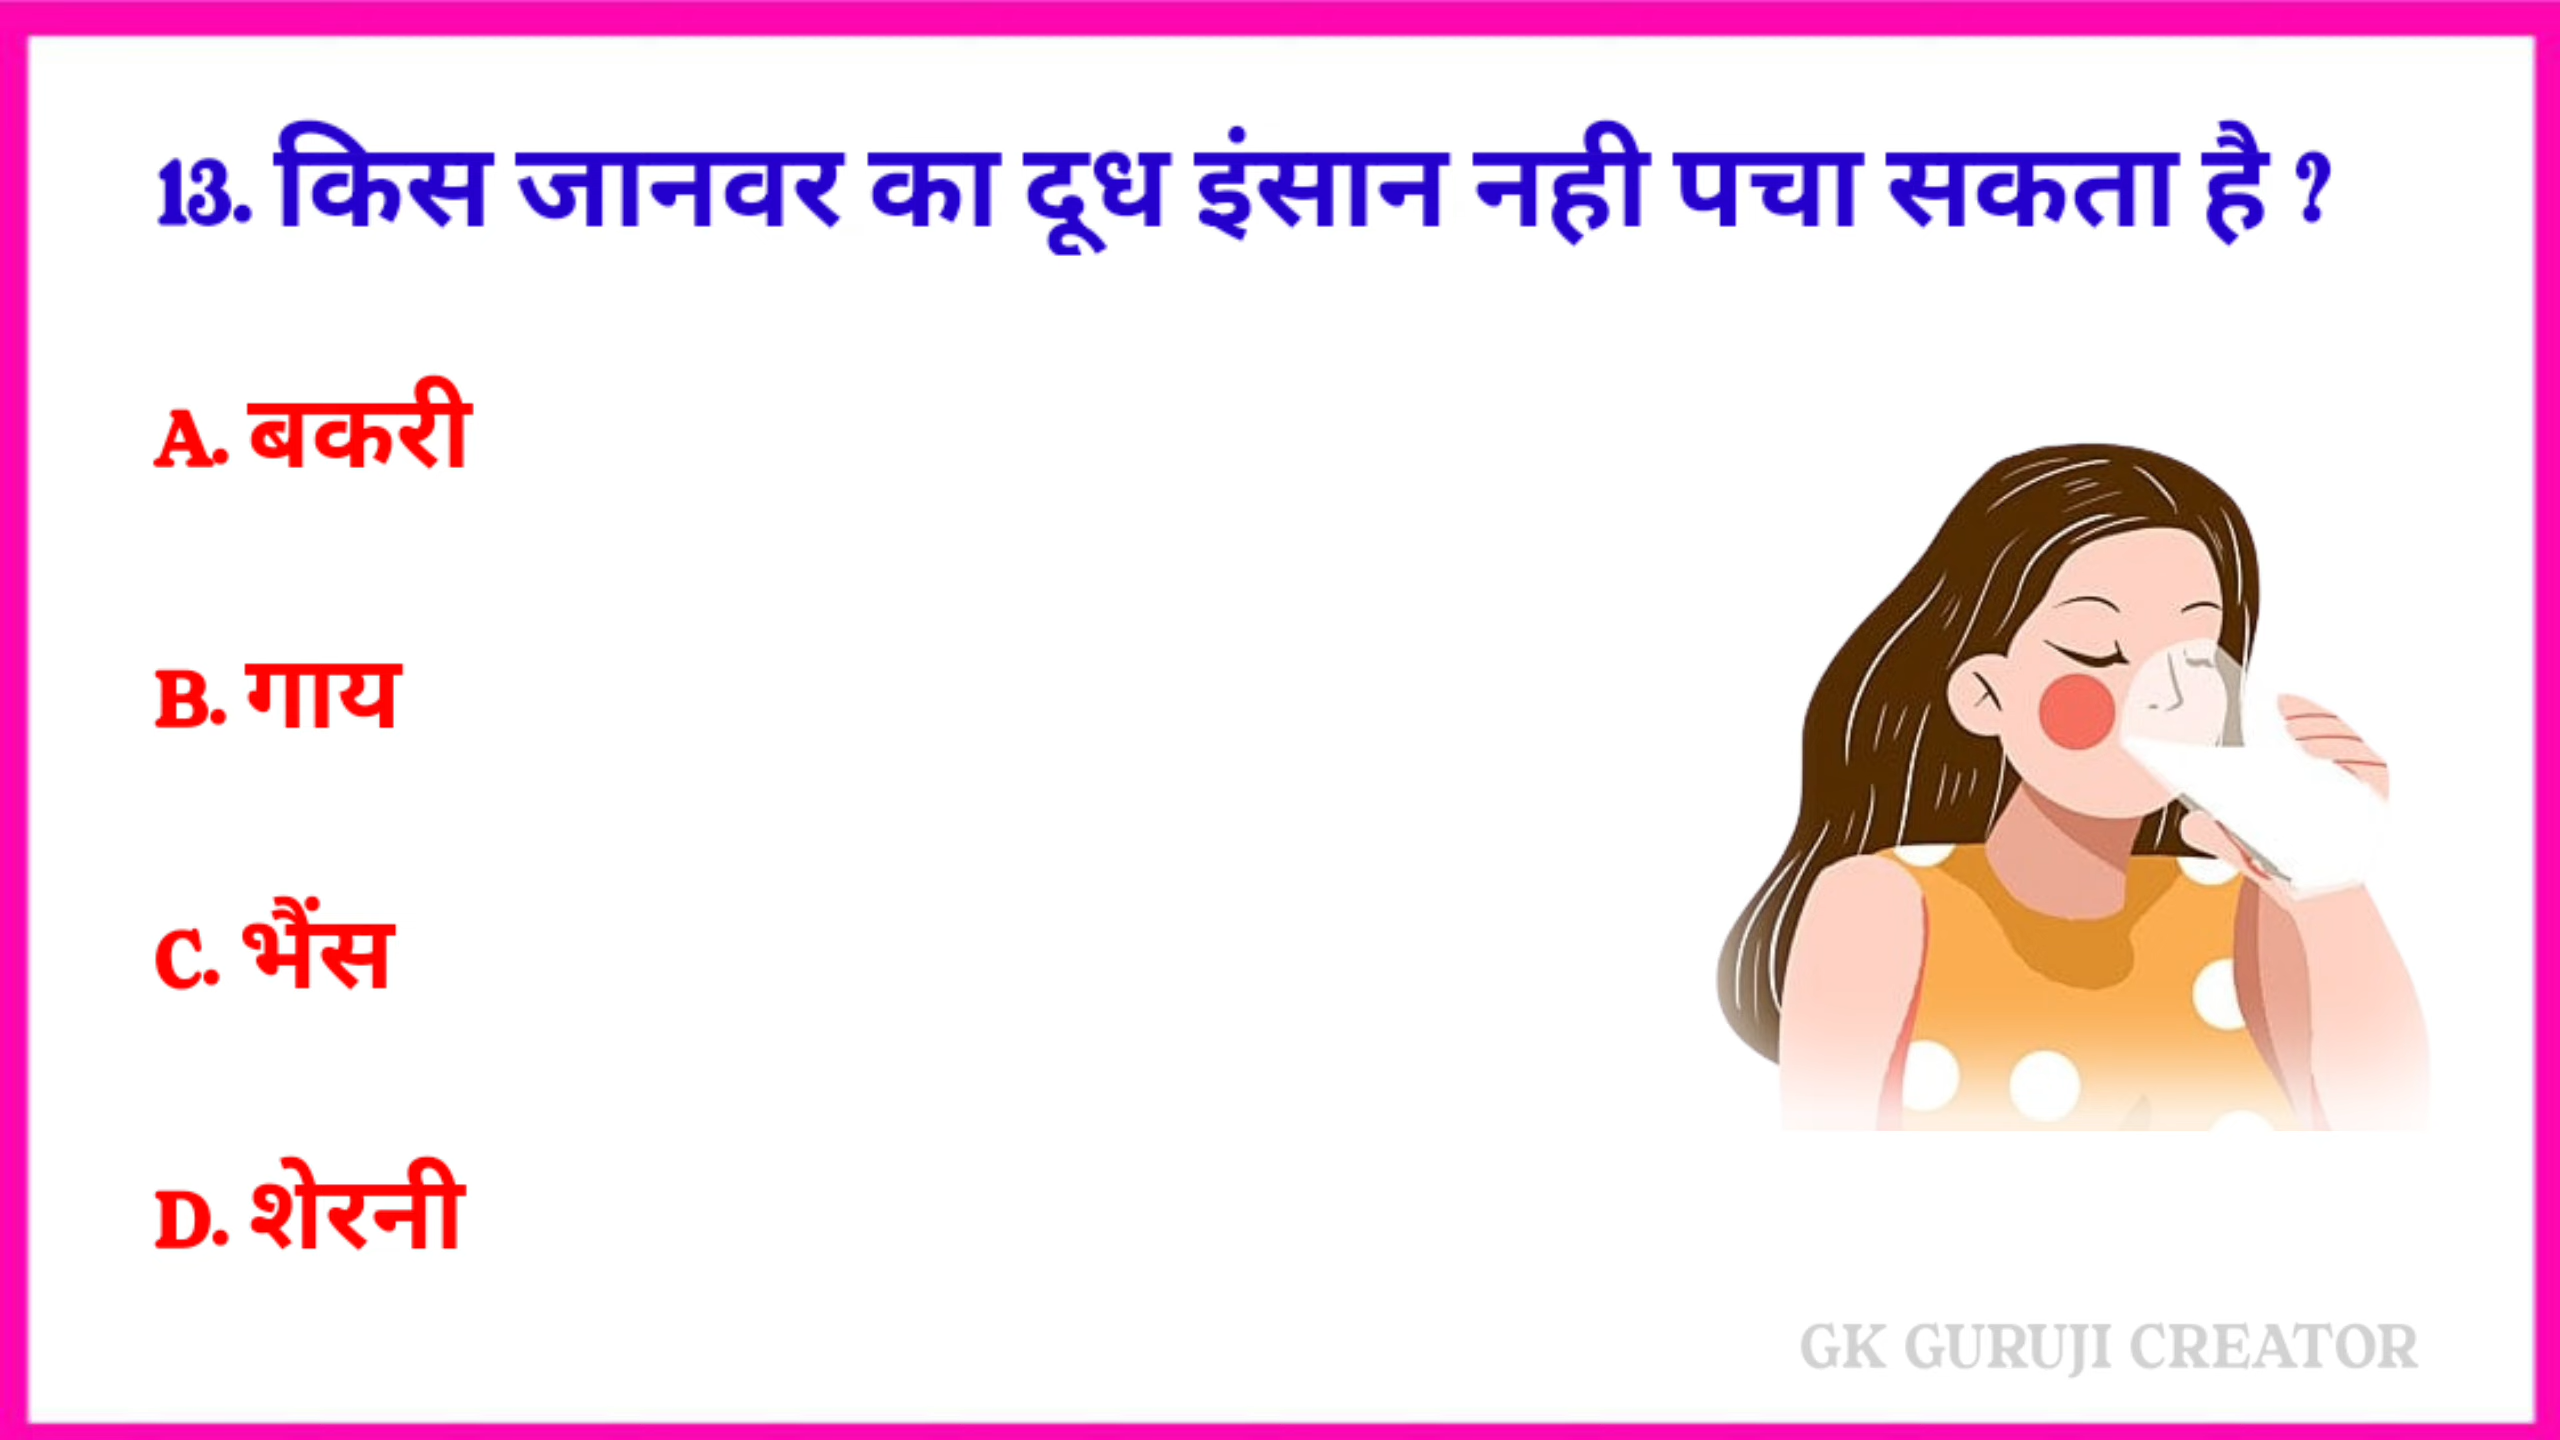 13. किस जानवर का दूध इंसान नही पचा सकता है ?
A. बकरी
B. गाय
C. भैंस
D. शेरनी
GK GURUJI CREATOR